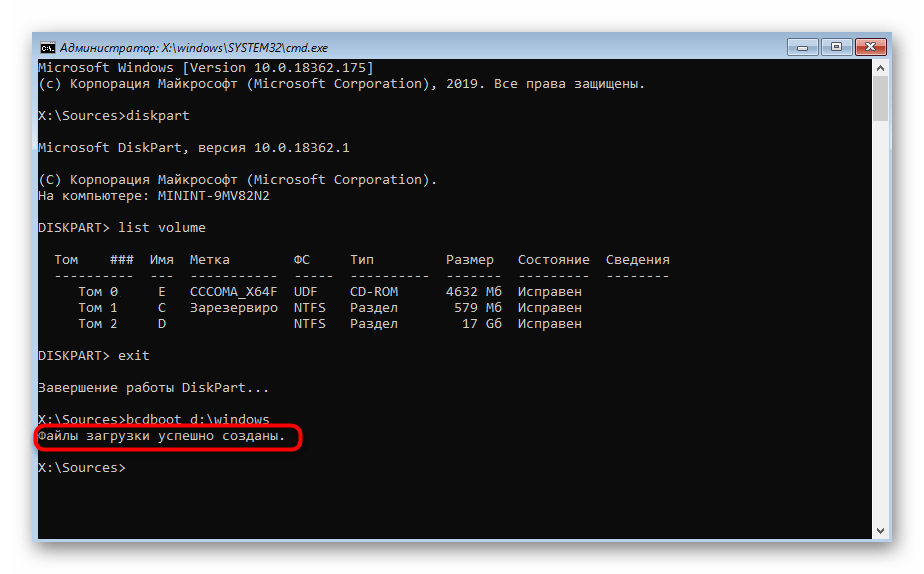 Администратор: X:\windows\SYSTEM32\cmd.exe
Microsoft Windows [Version 10.0.18362.175]
(c) Корпорация Майкрософт (Microsoft Corporation), 2019. Все права защищены.
X:\Sources>diskpart
Microsoft DiskPart, версия 10.0.18362.1
(C) Корпорация Майкрософт (Microsoft Corporation).
На компьютере: MININT-9MV82N2
DISKPART> list volume
Том ### Имя Метка ФС Тип Размер Состояние Сведения
---------- --- ----------- ----- ---------- ------- --------- --------
Том 0 E CCCOMA_X64F UDF CD-ROM 4632 Мб Исправен
Том 1 C Зарезервиро NTFS Раздел 579 Мб Исправен
Том 2 D NTFS Раздел 17 Gб Исправен
DISKPART> exit
Завершение работы DiskPart...
X:\Sources>bcdboot d:\windows
Файлы загрузки успешно созданы.
X:\Sources>